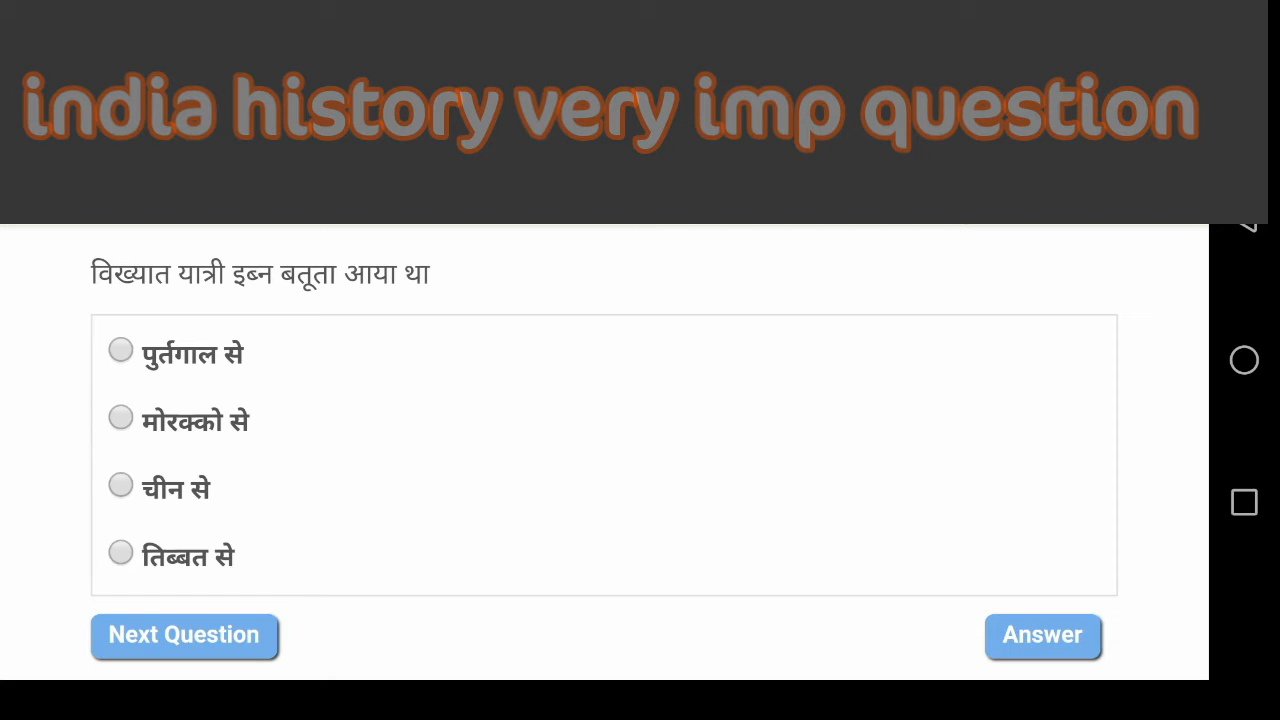 india history very imp question
विख्यात यात्री इब्न बतूता आया था
पुर्तगाल से
मोरक्को से
चीन से
तिब्बत से
Next Question
Answer